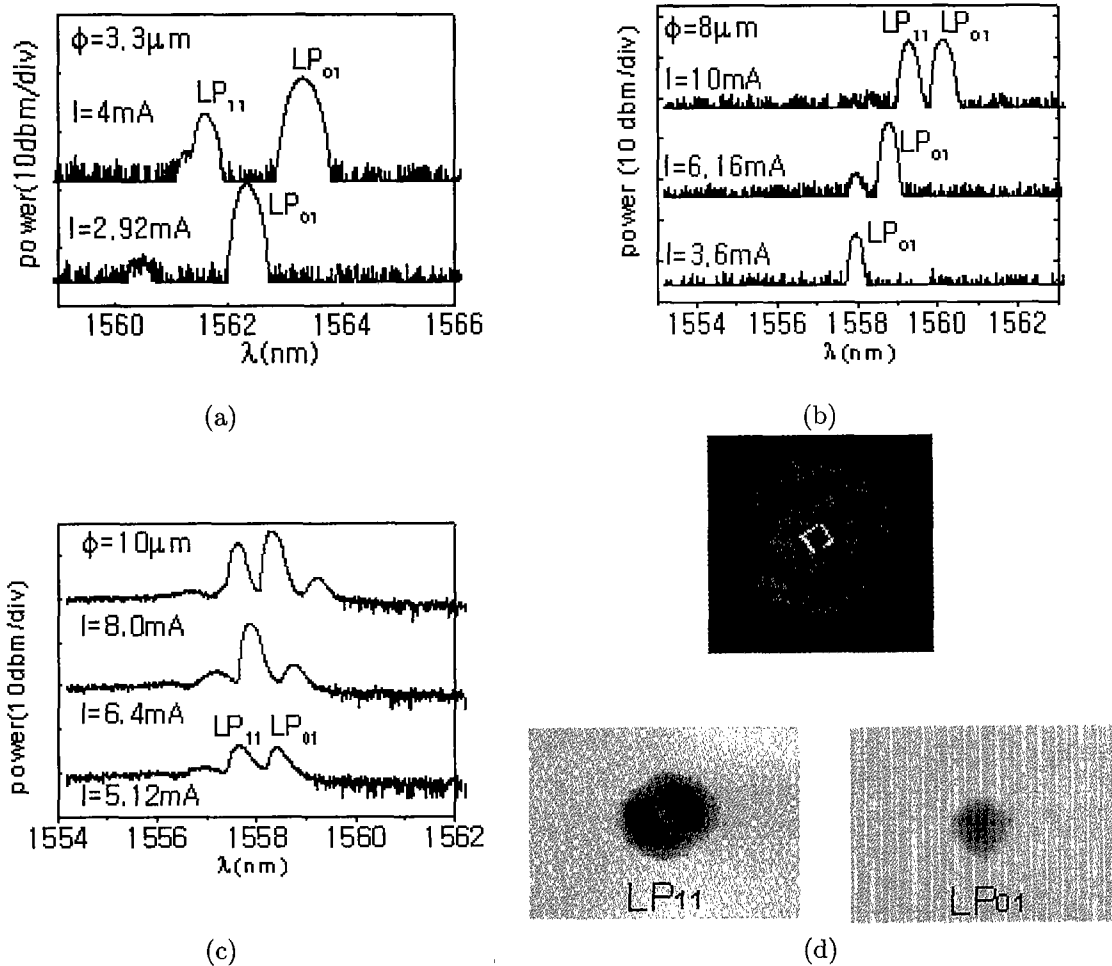 ϕ=3,3μm
LP₀₁
LP₁₁
I=4mA
LP₀₁
I=2,92mA
power(10dbm/div)
1560 1562 1564 1566
λ(nm)
(a)
ϕ=8μm
LP₁₁ LP₀₁
I=10mA
LP₀₁
I=6,16mA
LP₀₁
I=3,6mA
power (10 dbm/div)
1554 1556 1558 1560 1562
λ(nm)
(b)
ϕ=10μm
I=8,0mA
I=6,4mA
LP₁₁ LP₀₁
I=5,12mA
power(10dbm/div)
1554 1556 1558 1560 1562
λ(nm)
(c)
LP₁₁
LP₀₁
(d)